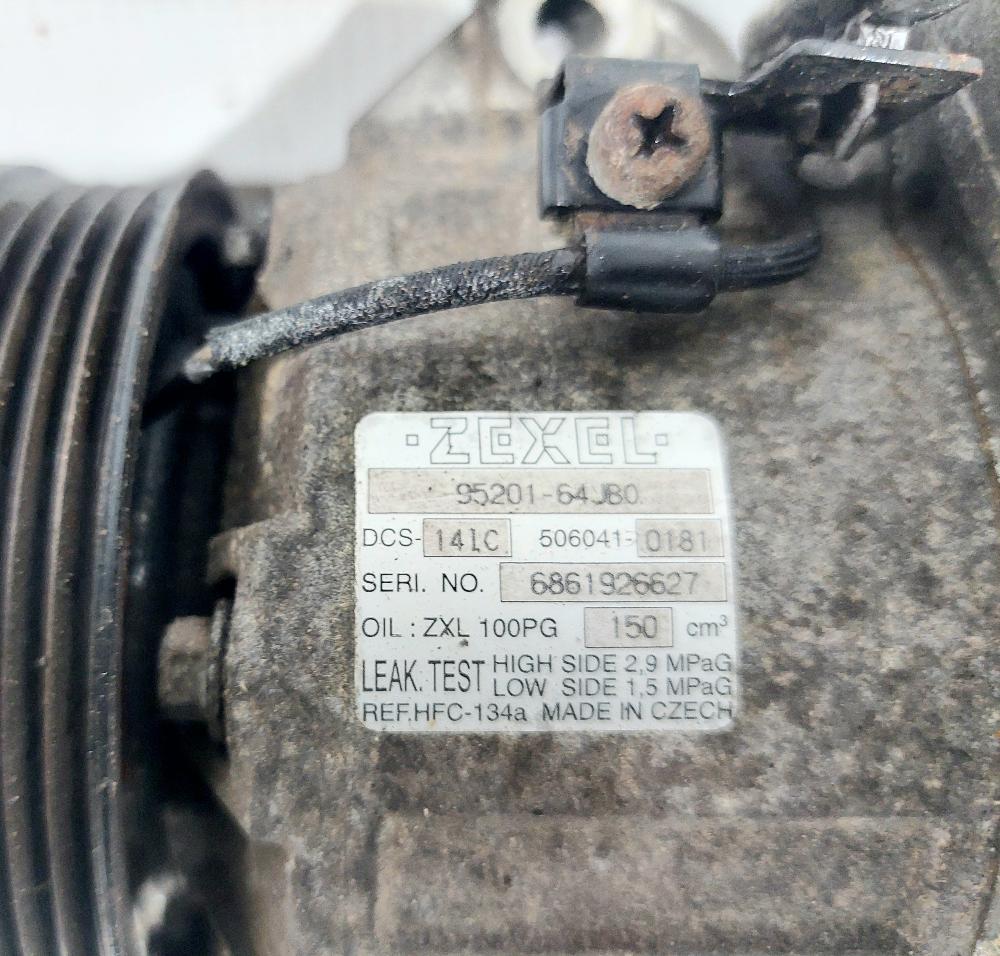 ·ZEXEL·
95201-64JB0
DCS-14IC 506041-0181
SERI. NO. 6861926627
OIL : ZXL 100PG 150 cm³
LEAK. TEST HIGH SIDE 2,9 MPaG
LOW SIDE 1,5 MPaG
REF.HFC-134a MADE IN CZECH